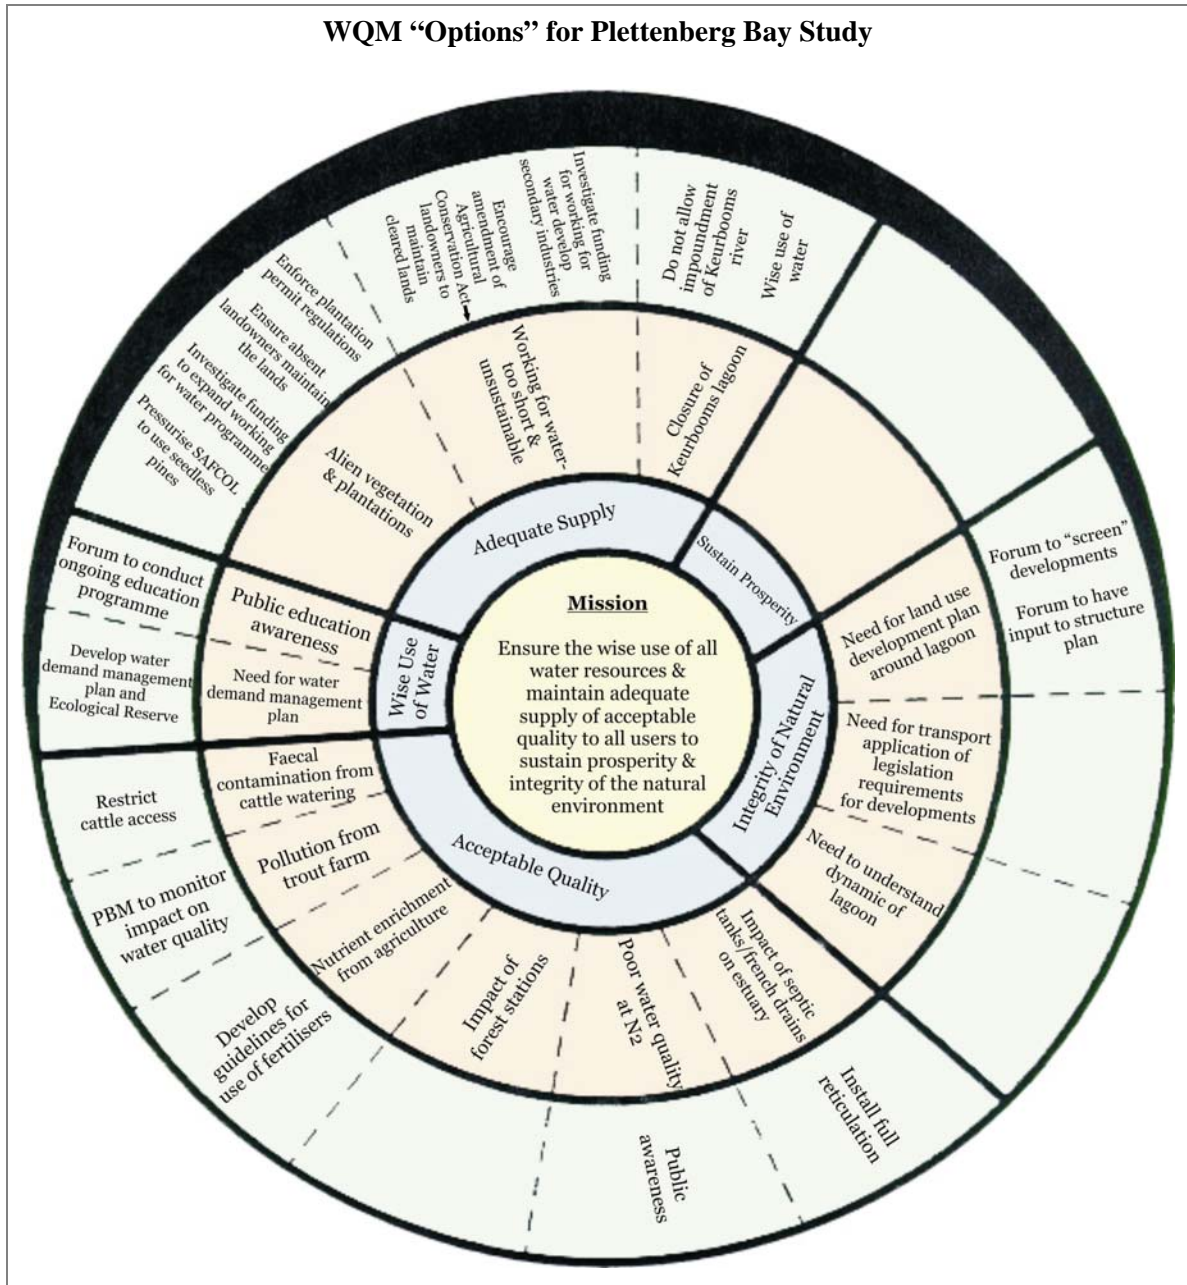 WQM “Options” for Plettenberg Bay Study
Mission
Ensure the wise use of all
water resources &
maintain adequate
supply of acceptable
quality to all users to
sustain prosperity &
integrity of the natural
environment
Adequate Supply
Sustain Prosperity
Integrity of Natural
Environment
Acceptable Quality
Wise Use
of Water
Alien vegetation
& plantations
Working for water-
too short &
unsustainable
Closure of
Keurbooms lagoon
Need for land use
development plan
around lagoon
Need for transport
application of
legislation
requirements
for developments
Need to understand
dynamic of
lagoon
Impact of septic
tanks/french drains
on estuary
Poor water quality
at N2
Impact of
forest stations
Nutrient enrichment
from agriculture
Pollution from
trout farm
Faecal
contamination from
cattle watering
Need for water
demand management
plan
Public education
awareness
Enforce plantation
permit regulations
Ensure absent
landowners maintain
the lands
Investigate funding
to expand working
for water programme
Pressurise SAFCOL
to use seedless
pines
Encourage
amendment of
Agricultural
Conservation Act
landowners to
maintain
cleared lands
Investigate funding
for working for
water develop
secondary industries
Do not allow
impoundment
of Keurbooms
river
Wise use of
water
Forum to “screen”
developments
Forum to have
input to structure
plan
Install full
reticulation
Public
awareness
Develop
guidelines for
use of fertilisers
PBM to monitor
impact on
water quality
Restrict
cattle access
Develop water
demand management
plan and
Ecological Reserve
Forum to conduct
ongoing education
programme